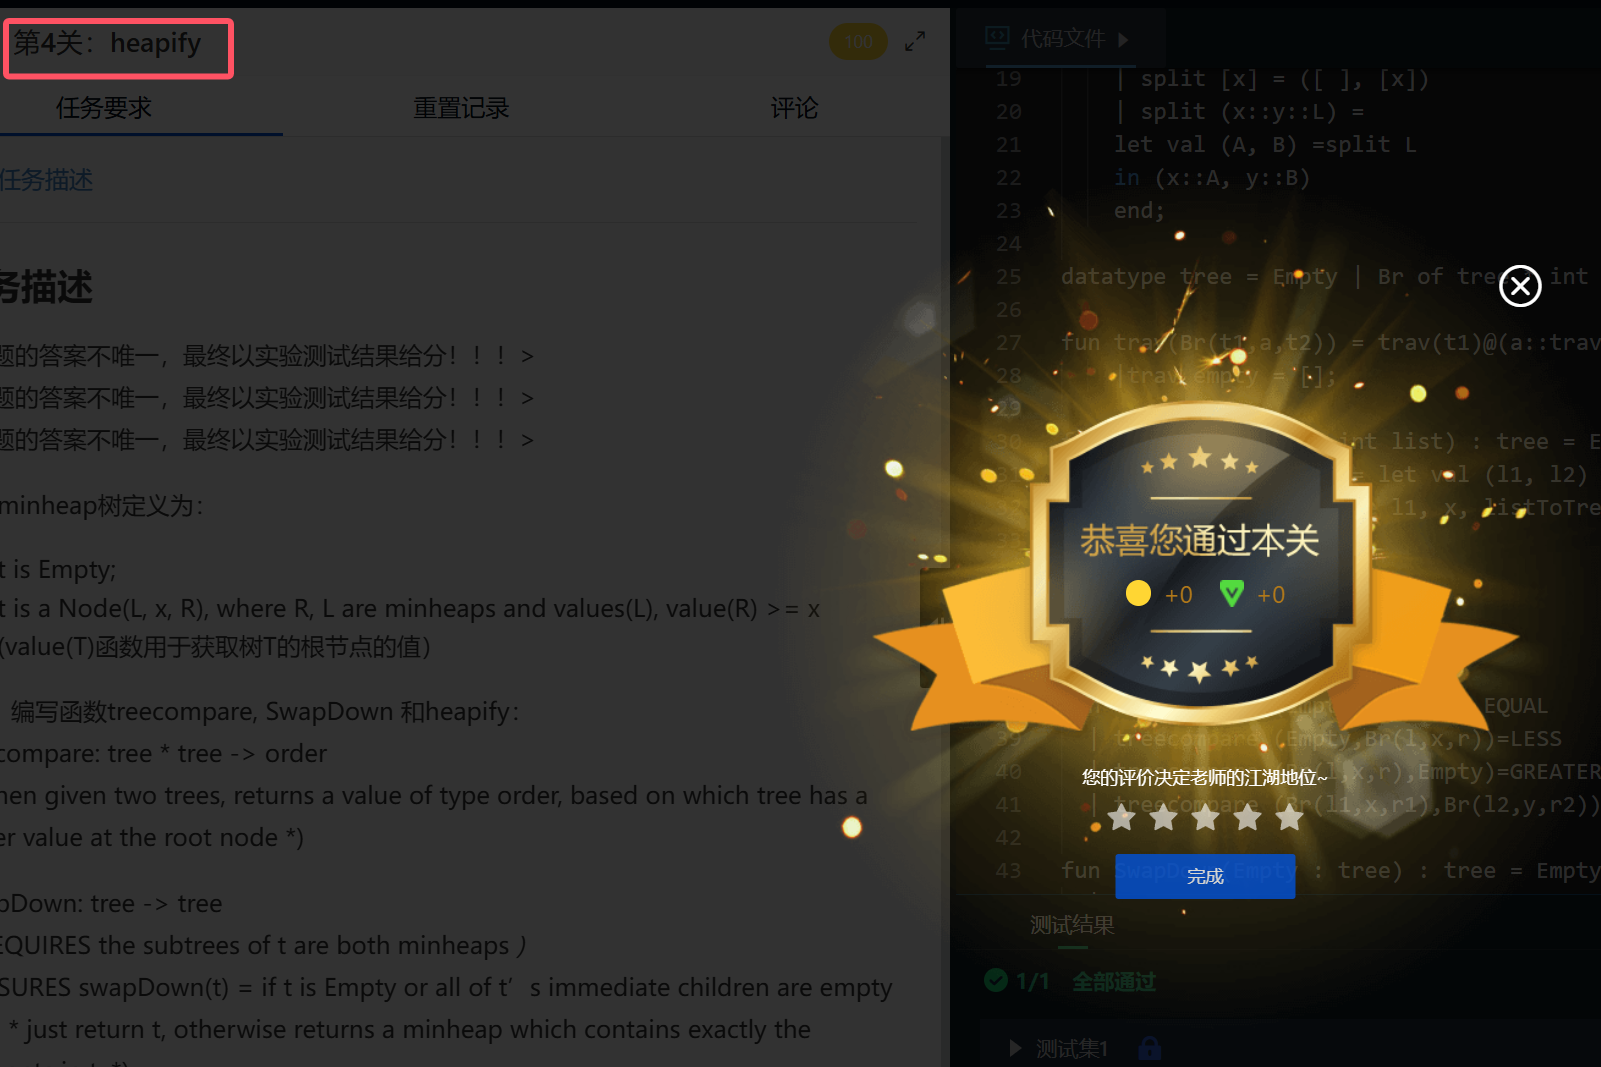 第4关：heapify
100
任务要求
重置记录
评论
任务描述
务描述
题的答案不唯一，最终以实验测试结果给分！！！>
题的答案不唯一，最终以实验测试结果给分！！！>
题的答案不唯一，最终以实验测试结果给分！！！>
minheap树定义为：
t is Empty;
t is a Node(L, x, R), where R, L are minheaps and values(L), value(R) >= x
(value(T)函数用于获取树T的根节点的值)
编写函数treecompare, SwapDown 和heapify：
compare: tree * tree -> order
hen given two trees, returns a value of type order, based on which tree has a
er value at the root node *)
pDown: tree -> tree
EQUIRES the subtrees of t are both minheaps )
SURES swapDown(t) = if t is Empty or all of t’s immediate children are empty
* just return t, otherwise returns a minheap which contains exactly the
代码文件
19 | split [x] = ([ ], [x])
20 | split (x::y::L) =
21 let val (A, B) =split L
22 in (x::A, y::B)
23 end;
24
25 datatype tree = Empty | Br of tree * int
26
27 fun trav(Br(t1,a,t2)) = trav(t1)@(a::trav
28 |trav empty = [];
29
30 int list) : tree = E
31 = let val (l1, l2)
32 l1, x, listToTre
EQUAL
39 | treecompare (Empty,Br(l,x,r))=LESS
40 (l,x,r),Empty)=GREATER
41 | treecompare (Br(l1,x,r1),Br(l2,y,r2))
42
43 fun SwapDown(Empty : tree) : tree = Empty
恭喜您通过本关
+0 +0
您的评价决定老师的江湖地位~
完成
测试结果
1/1 全部通过
测试集1